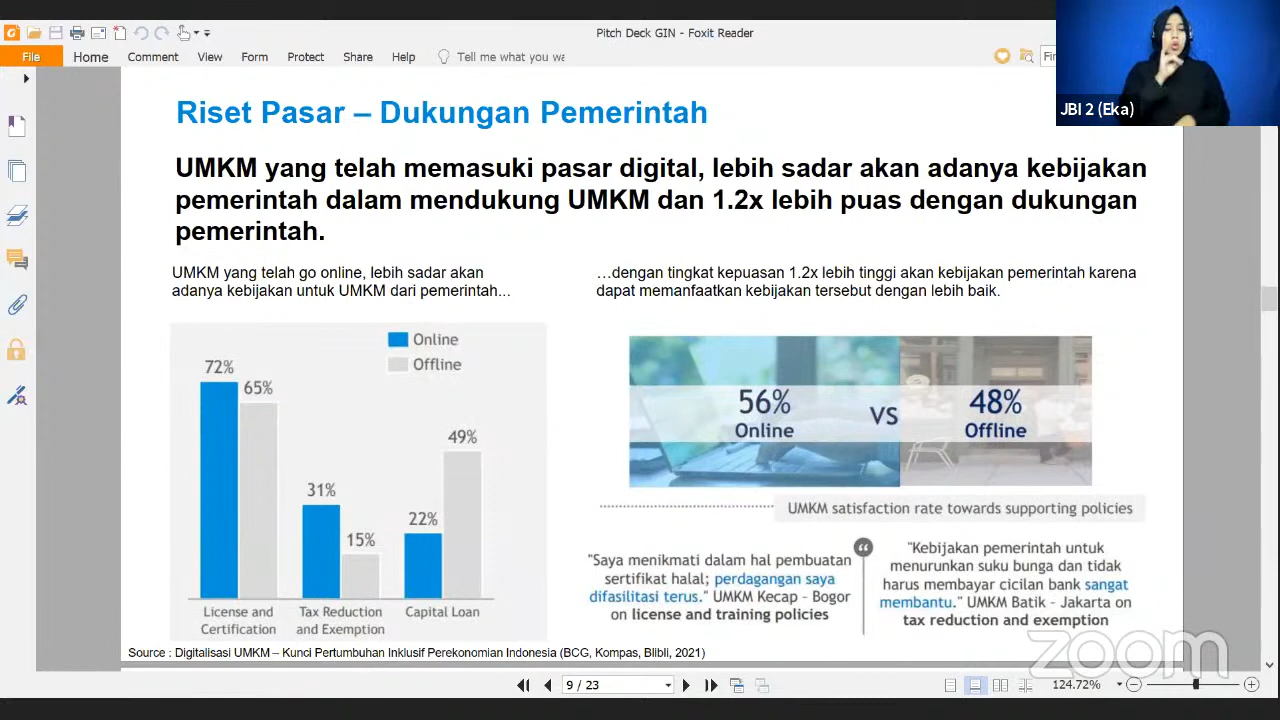 Pitch Deck GIN - Foxit Reader
File Home Comment View Form Protect Share Help Tell me what you wa
JBI 2 (Eka)
Riset Pasar – Dukungan Pemerintah
UMKM yang telah memasuki pasar digital, lebih sadar akan adanya kebijakan
pemerintah dalam mendukung UMKM dan 1.2x lebih puas dengan dukungan
pemerintah.
UMKM yang telah go online, lebih sadar akan
adanya kebijakan untuk UMKM dari pemerintah...
...dengan tingkat kepuasan 1.2x lebih tinggi akan kebijakan pemerintah karena
dapat memanfaatkan kebijakan tersebut dengan lebih baik.
Online
Offline
72%
65%
31%
15%
22%
49%
License and
Certification
Tax Reduction
and Exemption
Capital Loan
56%
Online
VS
48%
Offline
UMKM satisfaction rate towards supporting policies
"Saya menikmati dalam hal pembuatan
sertifikat halal; perdagangan saya
difasilitasi terus." UMKM Kecap – Bogor
on license and training policies
"Kebijakan pemerintah untuk
menurunkan suku bunga dan tidak
harus membayar cicilan bank sangat
membantu." UMKM Batik – Jakarta on
tax reduction and exemption
Source : Digitalisasi UMKM – Kunci Pertumbuhan Inklusif Perekonomian Indonesia (BCG, Kompas, Blibli, 2021)
zoom
9 / 23
124.72%